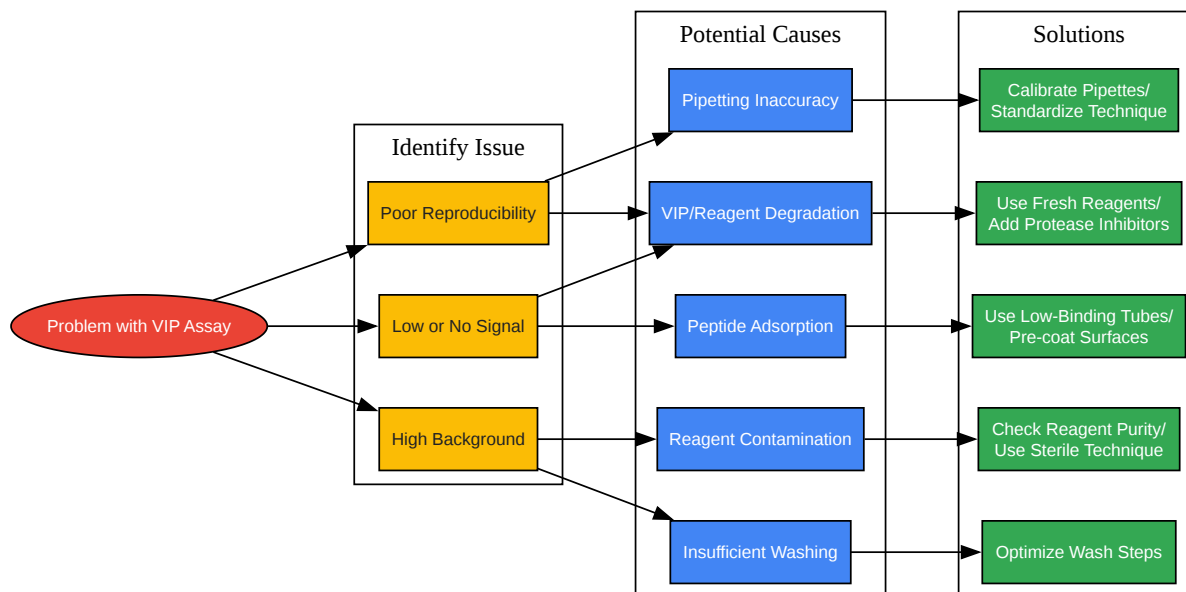 Problem with VIP Assay
Identify Issue
Poor Reproducibility
Low or No Signal
High Background
Potential Causes
Pipetting Inaccuracy
VIP/Reagent Degradation
Peptide Adsorption
Reagent Contamination
Insufficient Washing
Solutions
Calibrate Pipettes/
Standardize Technique
Use Fresh Reagents/
Add Protease Inhibitors
Use Low-Binding Tubes/
Pre-coat Surfaces
Check Reagent Purity/
Use Sterile Technique
Optimize Wash Steps